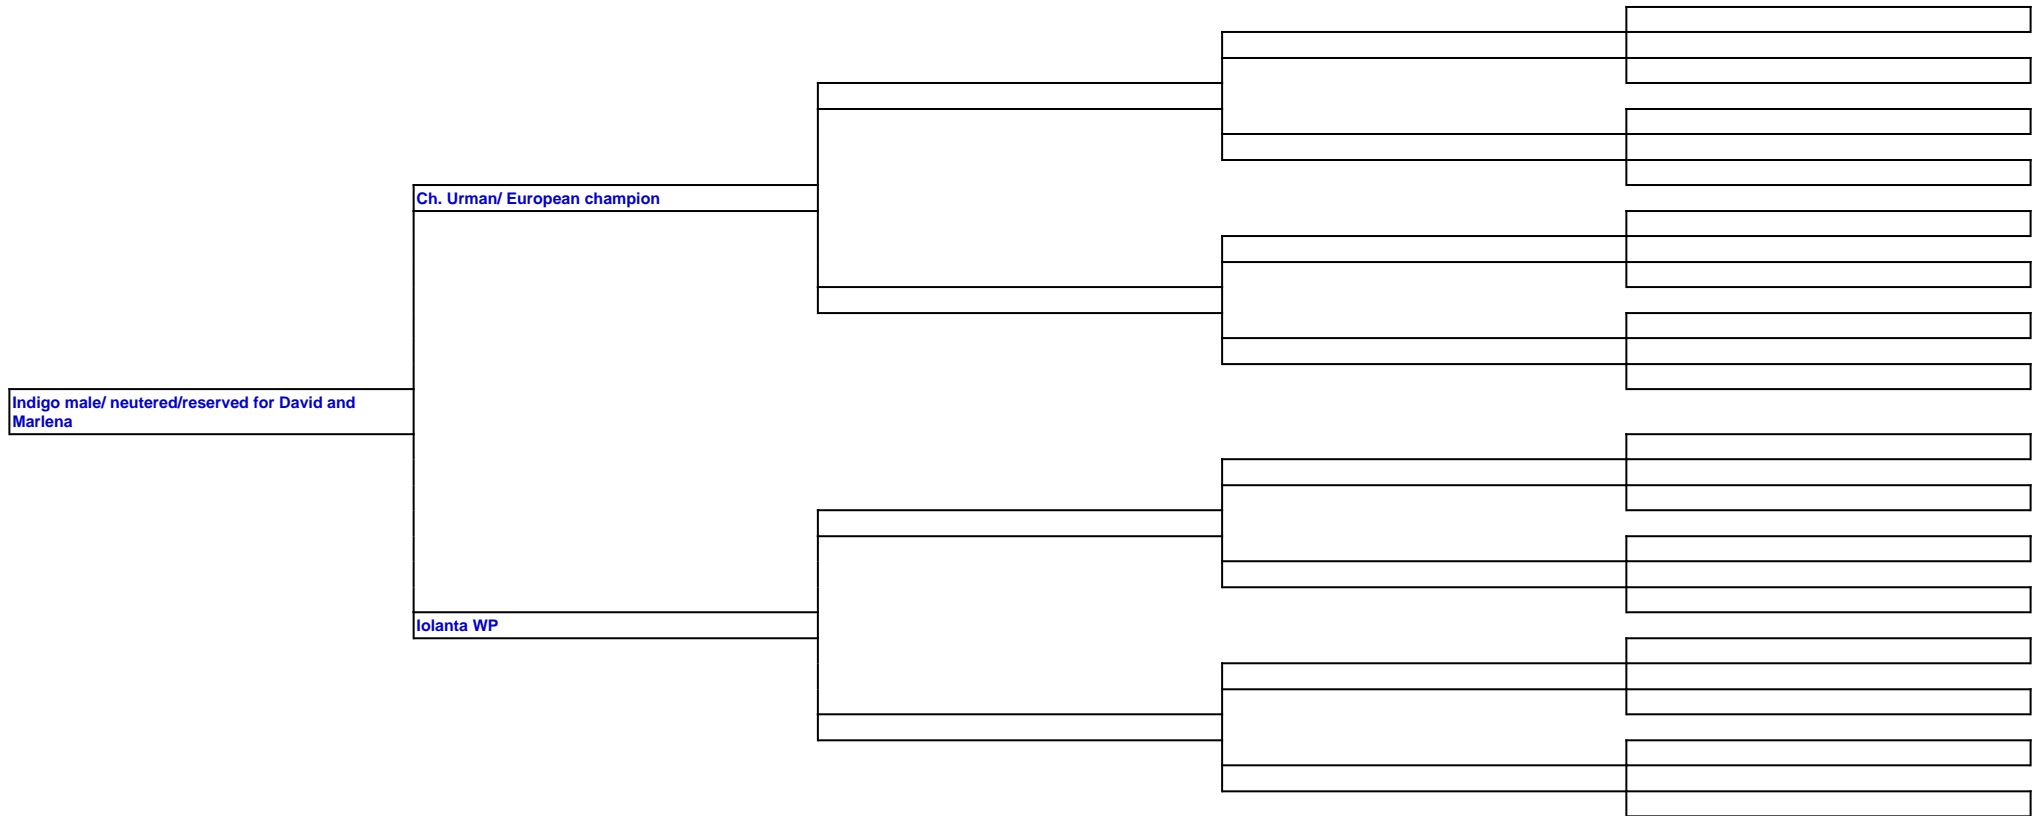 Ch. Urman/ European champion
Indigo male/ neutered/reserved for David and
Marlena
Iolanta WP